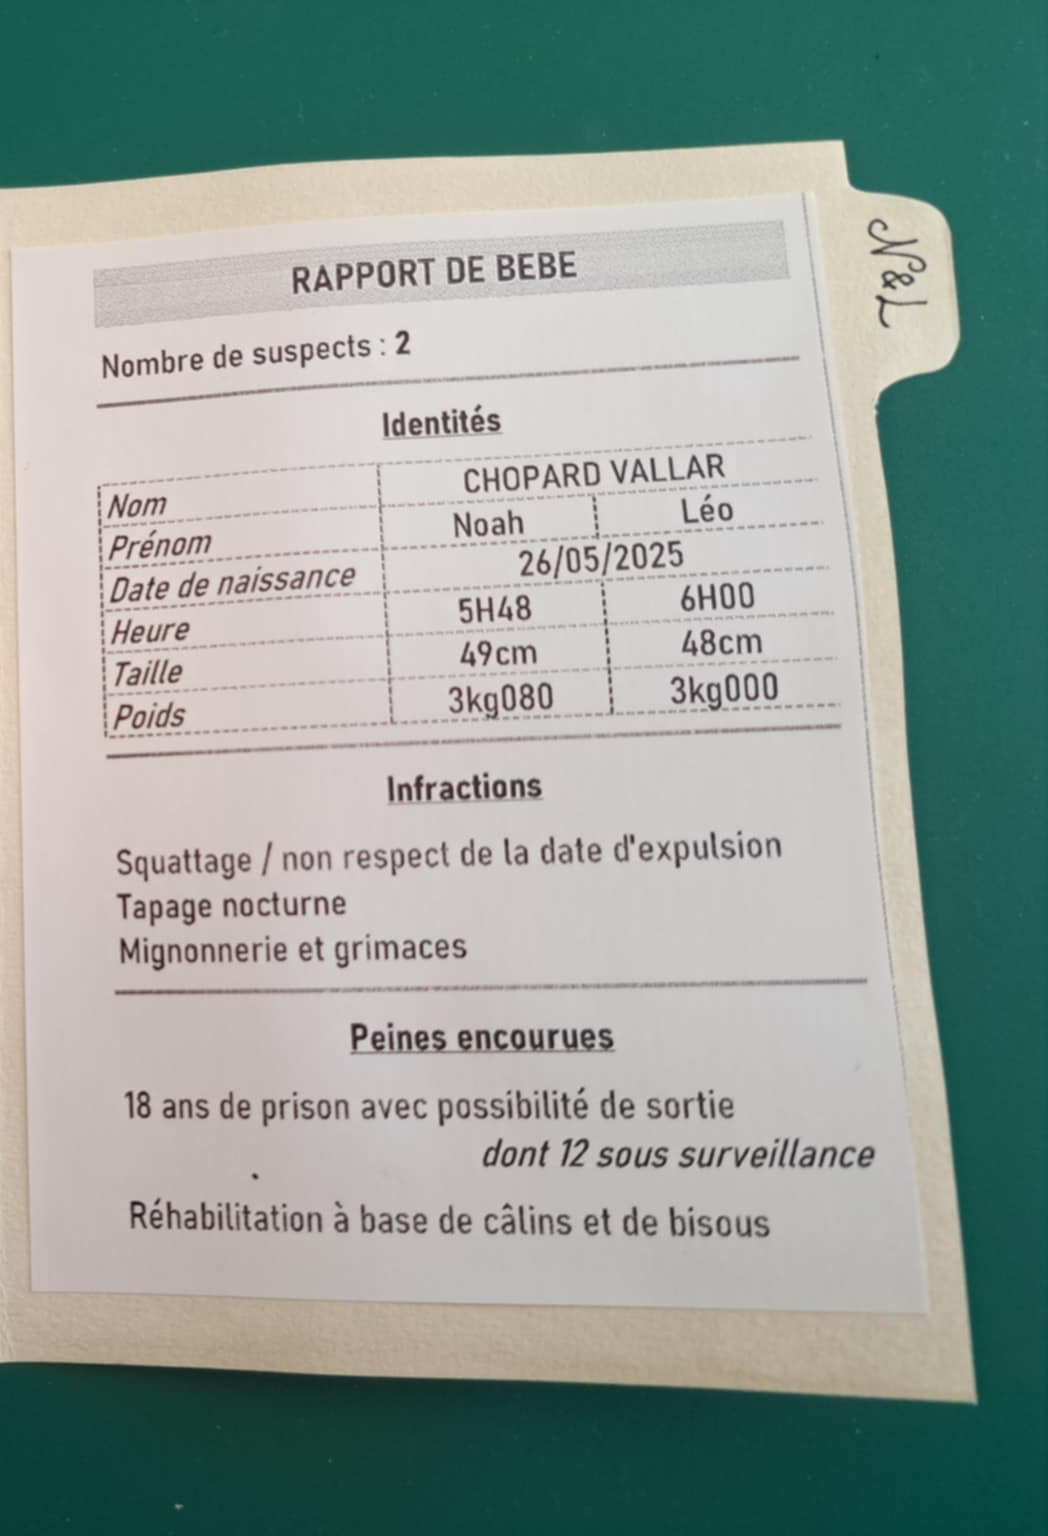 RAPPORT DE BEBE
N&L
Nombre de suspects : 2
Identités
Nom CHOPARD VALLAR
Prénom Noah Léo
Date de naissance 26/05/2025
Heure 5H48 6H00
Taille 49cm 48cm
Poids 3kg080 3kg000
Infractions
Squattage / non respect de la date d'expulsion
Tapage nocturne
Mignonnerie et grimaces
Peines encourues
18 ans de prison avec possibilité de sortie
dont 12 sous surveillance
Réhabilitation à base de câlins et de bisous